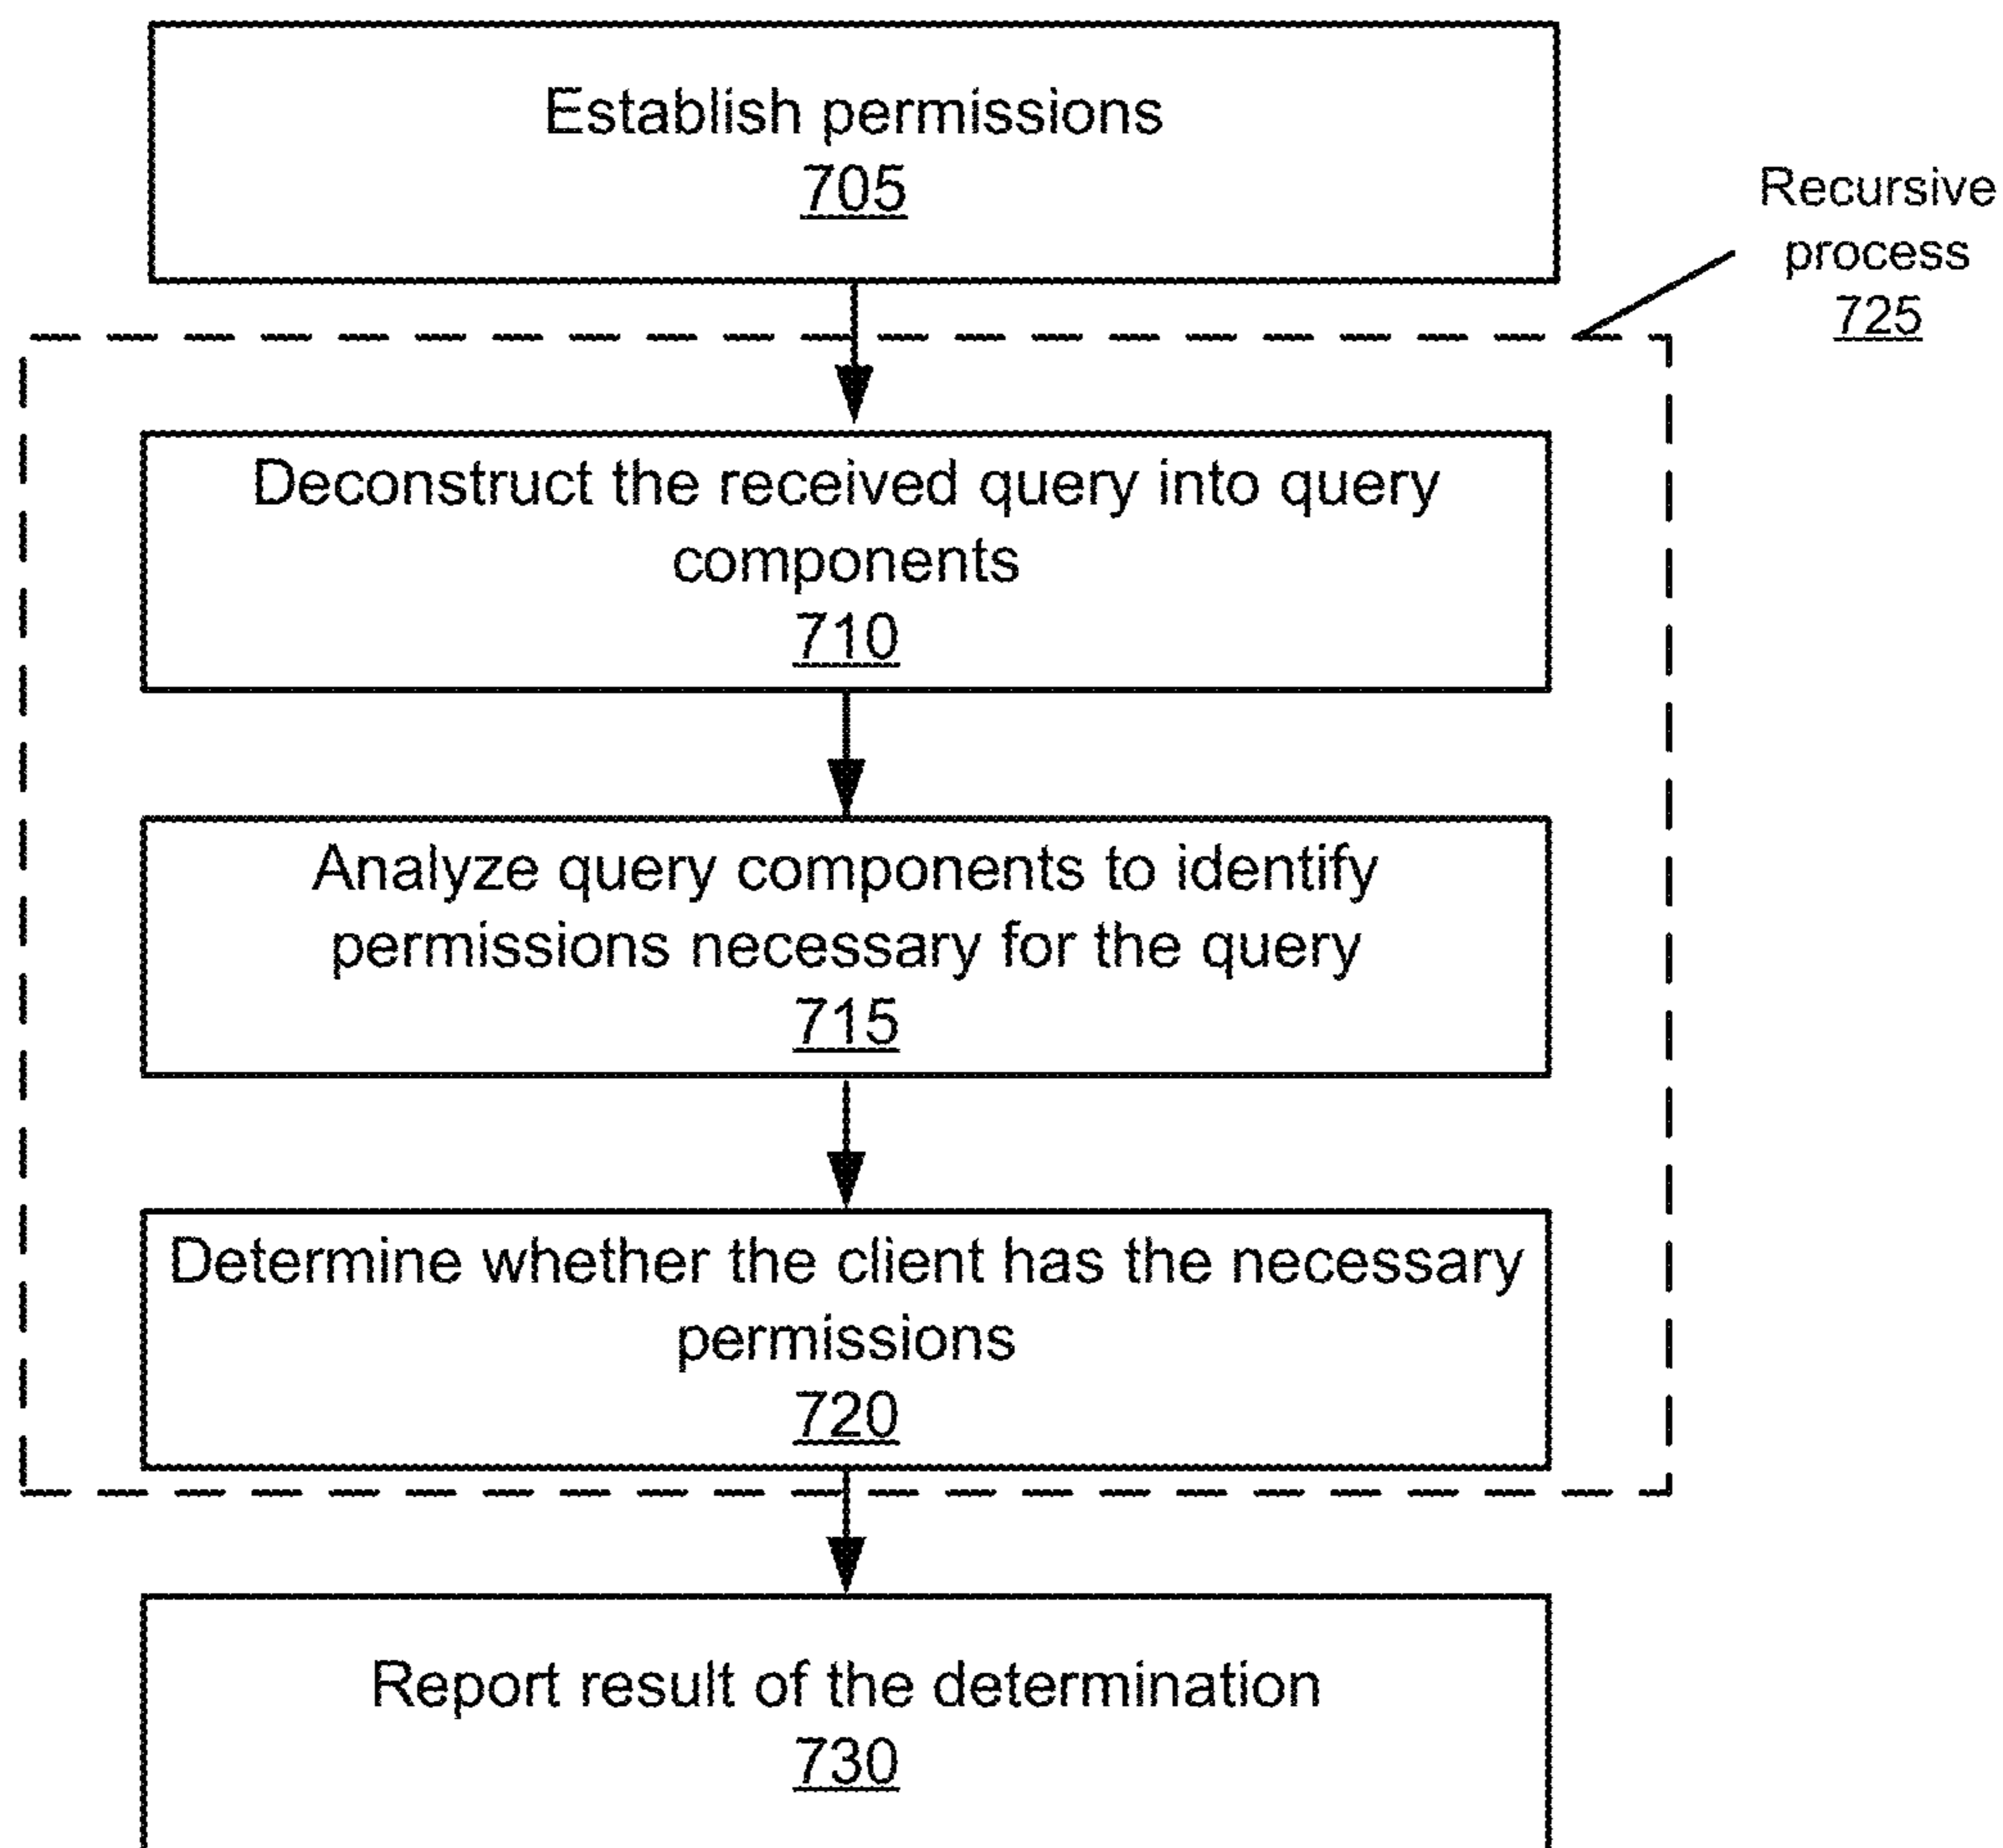 Establish permissions
705
Recursive
process
725
Deconstruct the received query into query
components
710
Analyze query components to identify
permissions necessary for the query
715
Determine whether the client has the necessary
permissions
720
Report result of the determination
730